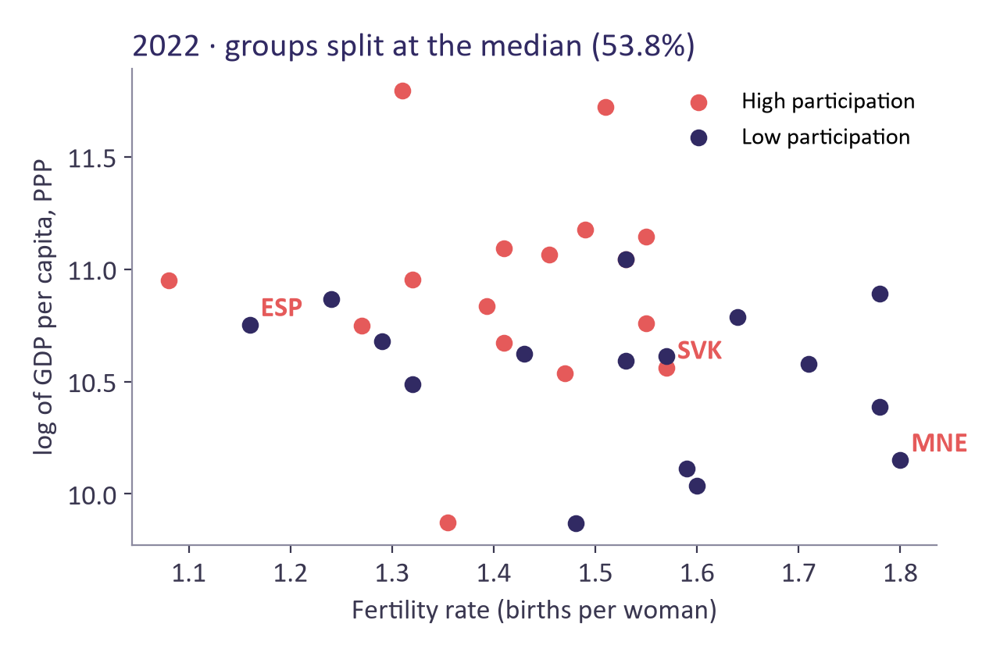 2022 · groups split at the median (53.8%)
High participation
Low participation
log of GDP per capita, PPP
11.5
11.0
10.5
10.0
ESP
SVK
MNE
1.1 1.2 1.3 1.4 1.5 1.6 1.7 1.8
Fertility rate (births per woman)